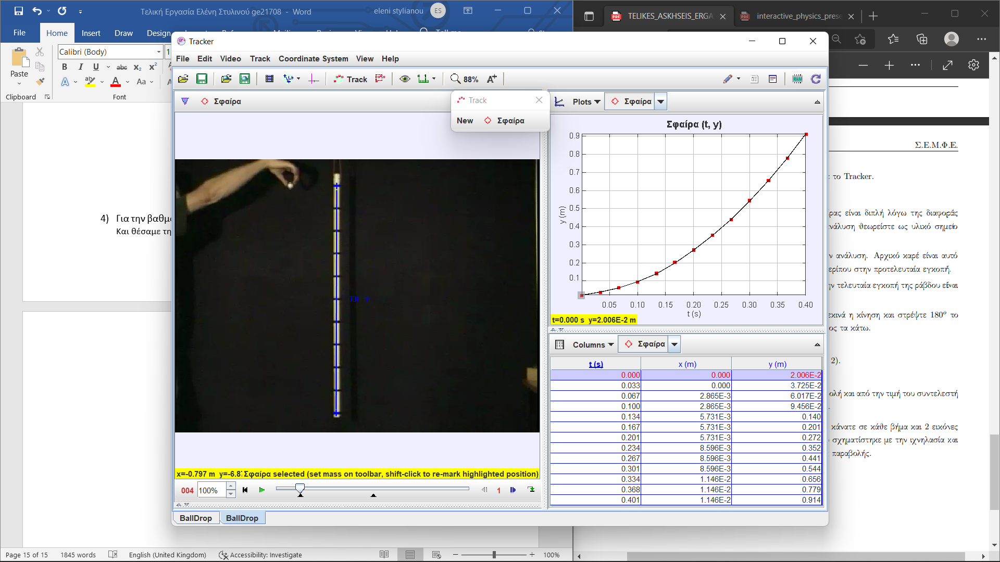 Τελική Εργασία Ελένη Στυλινού ge21708 - Word
eleni stylianou
ES
File
Home
Insert
Draw
Design
Calibri (Body)
Paste
Clipboard
Font
4) Για την βαθμ
Και θέσαμε τη
Page 15 of 15
1845 words
English (United Kingdom)
Accessibility: Investigate
100%
TELIKES_ASKHSEIS_ERGA
interactive_physics_prese
Tracker
File Edit Video Track Coordinate System View Help
Track
88%
Σφαίρα
Track
New Σφαίρα
Plots Σφαίρα
Σφαίρα (t, y)
0.9
0.8
0.7
0.6
0.5
0.4
0.3
0.2
0.1
y (m)
0.05 0.10 0.15 0.20 0.25 0.30 0.35 0.40
t (s)
t=0.000 s y=2.006E-2 m
Columns Σφαίρα
t (s) x (m) y (m)
0.000 0.000 2.006E-2
0.033 0.000 3.725E-2
0.067 2.865E-3 6.017E-2
0.100 2.865E-3 9.456E-2
0.134 5.731E-3 0.140
0.167 5.731E-3 0.201
0.201 5.731E-3 0.272
0.234 8.596E-3 0.352
0.267 8.596E-3 0.441
0.301 8.596E-3 0.544
0.334 1.146E-2 0.656
0.368 1.146E-2 0.779
0.401 1.146E-2 0.914
x=-0.797 m y=-6.8 Σφαίρα selected (set mass on toolbar, shift-click to re-mark highlighted position)
004 100% 1
BallDrop BallDrop
Σ.Ε.Μ.Φ.Ε.
το Tracker.
ρας είναι διπλή λόγω της διαφοράς
νάλυση θεωρείστε ως υλικό σημείο
ν ανάλυση. Αρχικό καρέ είναι αυτό
ερίπου στην προτελευταία εγκοπή.
ην τελευταία εγκοπή της ράβδου είναι
εκινά η κίνηση και στρέψτε 180° το
ος τα κάτω.
2).
ολή και από την τιμή του συντελεστή
κάνατε σε κάθε βήμα και 2 εικόνες
σχηματίστηκε με την ιχνηλασία και
παραβολής.